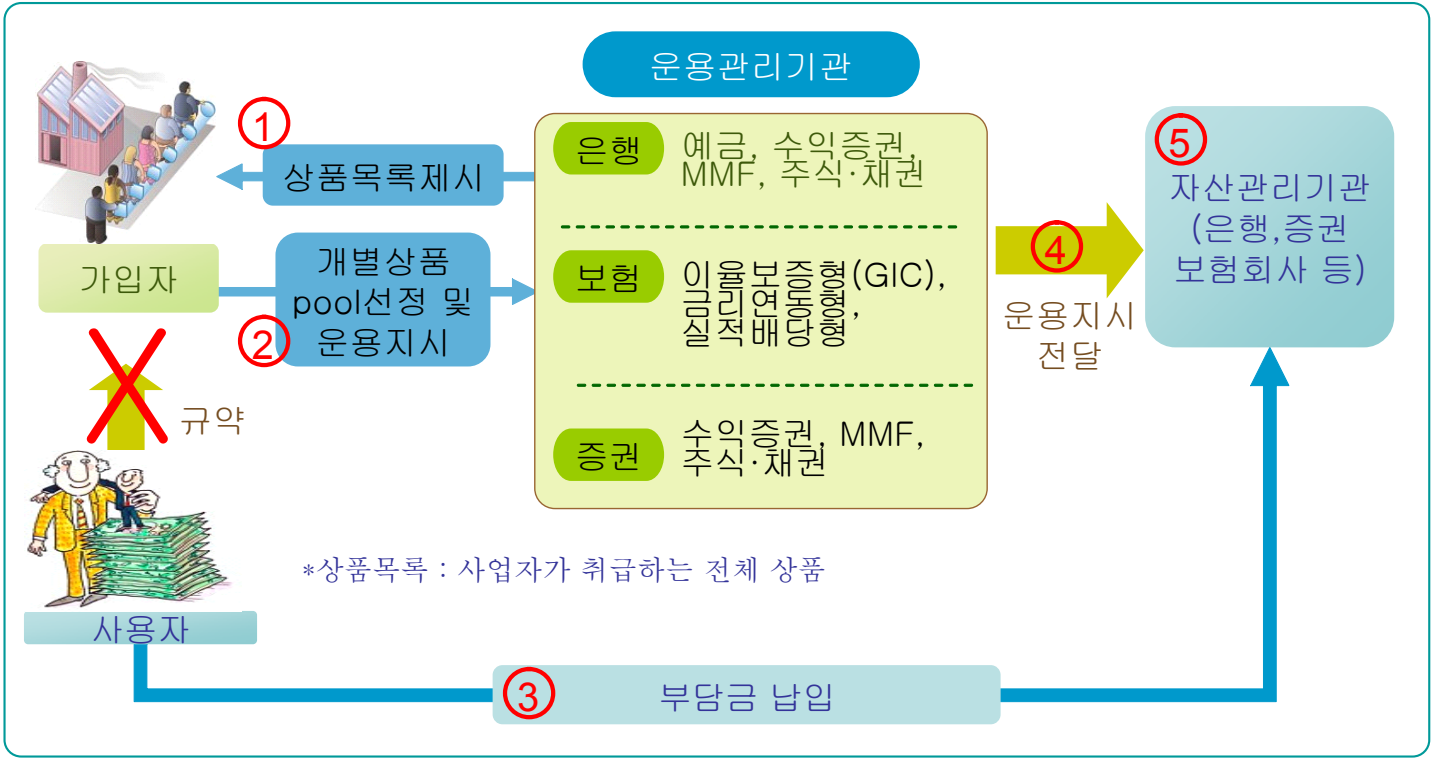 운용관리기관
①
상품목록제시
은행
예금, 수익증권,
MMF, 주식·채권
⑤
자산관리기관
(은행,증권
보험회사 등)
가입자
②
개별상품
pool선정 및
운용지시
보험
이율보증형(GIC),
금리연동형,
실적배당형
④
운용지시
전달
규약
증권
수익증권, MMF,
주식·채권
*상품목록 : 사업자가 취급하는 전체 상품
사용자
③
부담금 납입